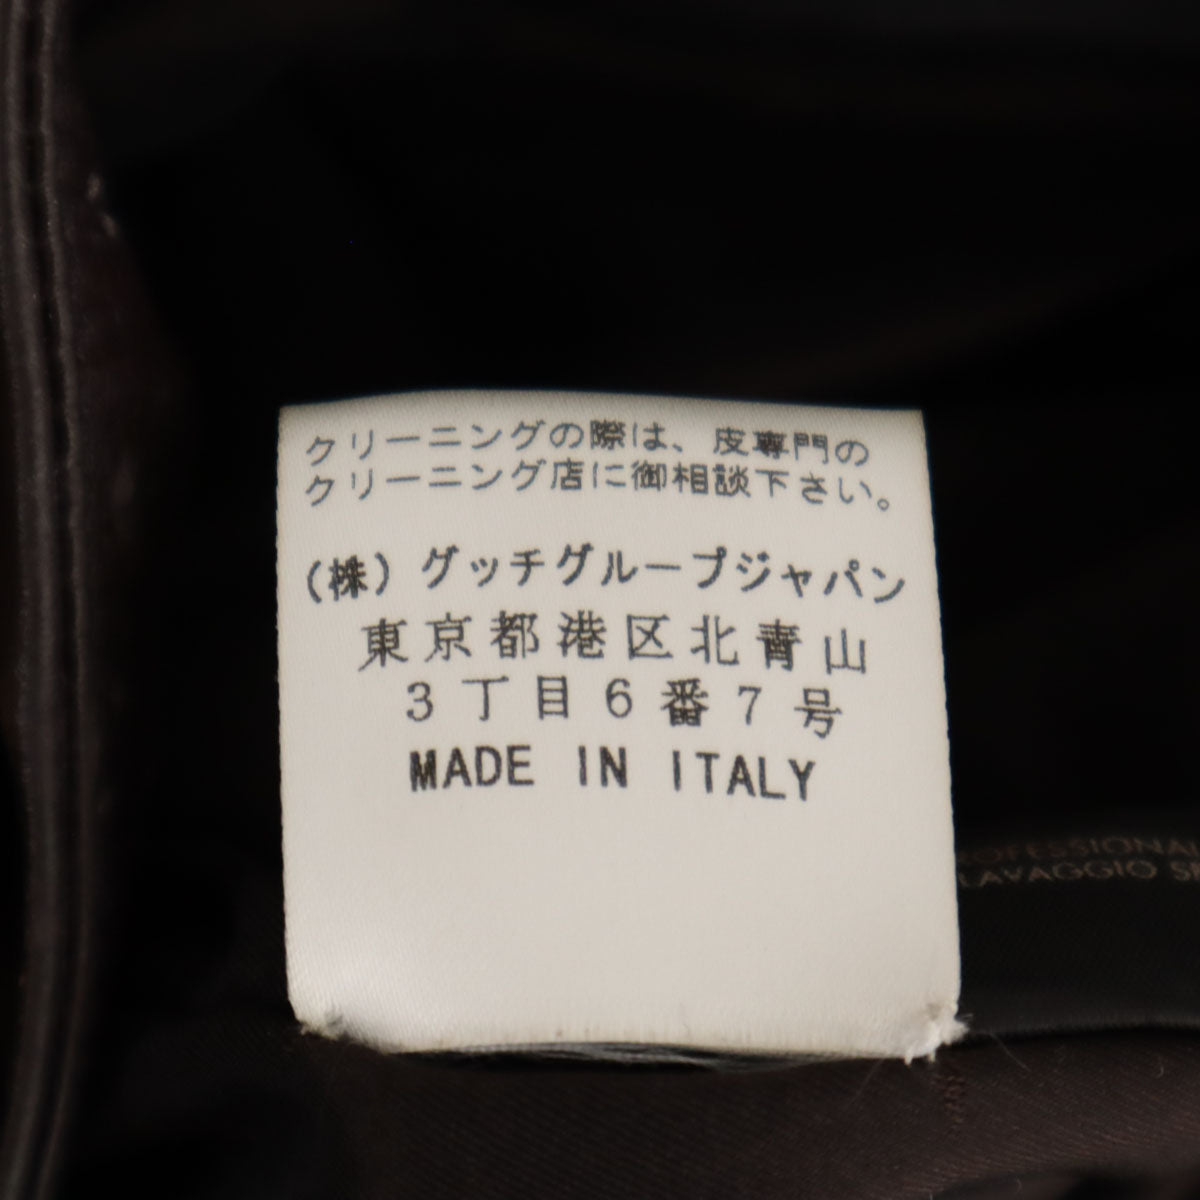 クリーニングの際は、皮専門の
クリーニング店に御相談下さい。
(株) グッチグループジャパン
東京都港区北青山
3丁目6番7号
MADE IN ITALY
PROFESSIONAL
LAVAGGIO